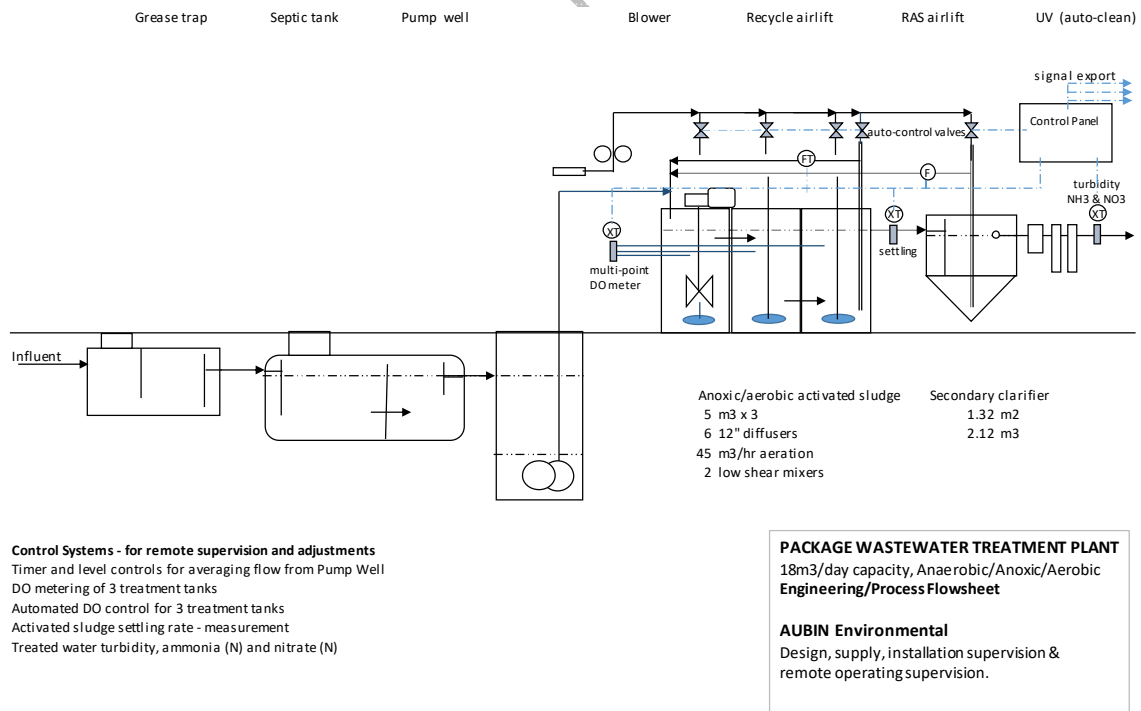 Grease trap Septic tank Pump well Blower Recycle airlift RAS airlift UV (auto-clean)
signal export
Control Panel
auto-control valves
FT
F
turbidity
NH3 & NO3
XT
XT
XT
settling
multi-point
DO meter
Influent
Anoxic/aerobic activated sludge
5 m3 x 3
6 12" diffusers
45 m3/hr aeration
2 low shear mixers
Secondary clarifier
1.32 m2
2.12 m3
Control Systems - for remote supervision and adjustments
Timer and level controls for averaging flow from Pump Well
DO metering of 3 treatment tanks
Automated DO control for 3 treatment tanks
Activated sludge settling rate - measurement
Treated water turbidity, ammonia (N) and nitrate (N)
PACKAGE WASTEWATER TREATMENT PLANT
18m3/day capacity, Anaerobic/Anoxic/Aerobic
Engineering/Process Flowsheet
AUBIN Environmental
Design, supply, installation supervision &
remote operating supervision.